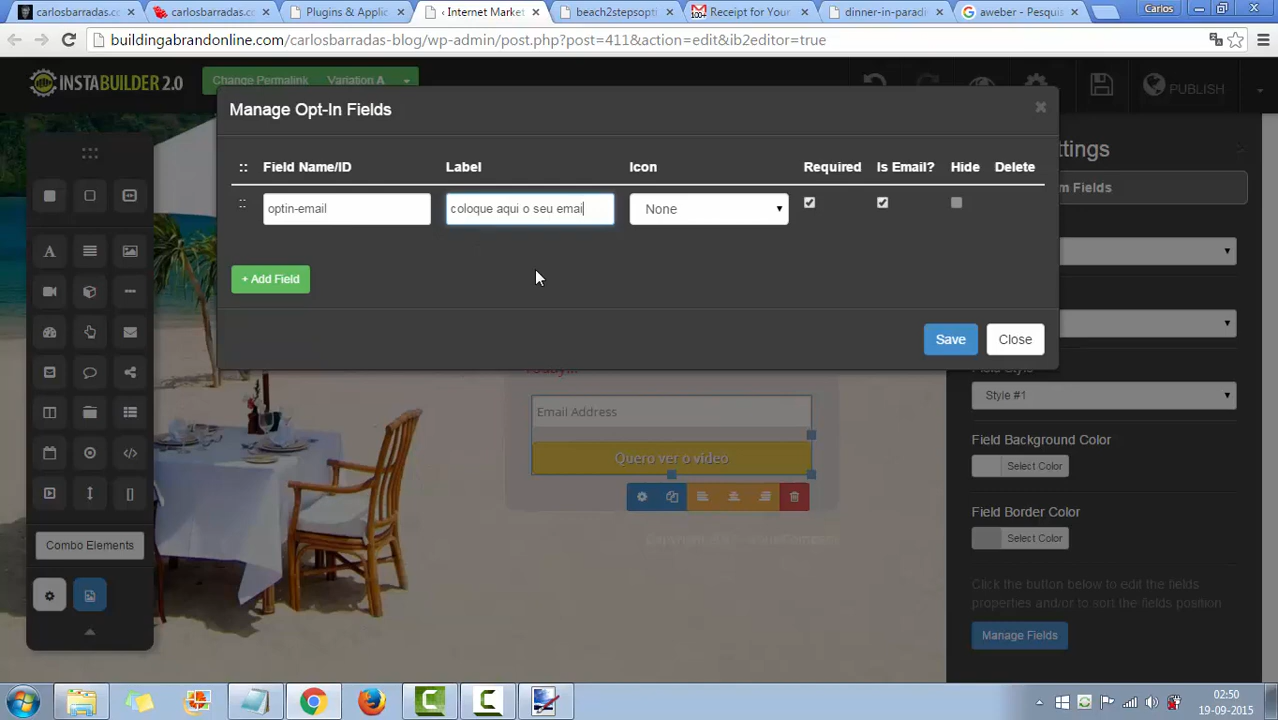 carlosbarradas.co
carlosbarradas.co
Plugins & Applic
‹ Internet Market
beach2stepsopti
Receipt for Your
dinner-in-paradi
aweber - Pesquis
Carlos
buildingabrandonline.com/carlosbarradas-blog/wp-admin/post.php?post=411&action=edit&ib2editor=true
INSTABUILDER 2.0
Change Permalink
Variation A
PUBLISH
Manage Opt-In Fields
ttings
:: Field Name/ID Label Icon Required Is Email? Hide Delete
m Fields
:: optin-email coloque aqui o seu emai None
+ Add Field
Save Close
Style #1
Email Address
Field Background Color
Quero ver o video
Select Color
Field Border Color
Select Color
Combo Elements
Click the button below to edit the fields
properties and/or to sort the fields position
Manage Fields
02:50
19-09-2015